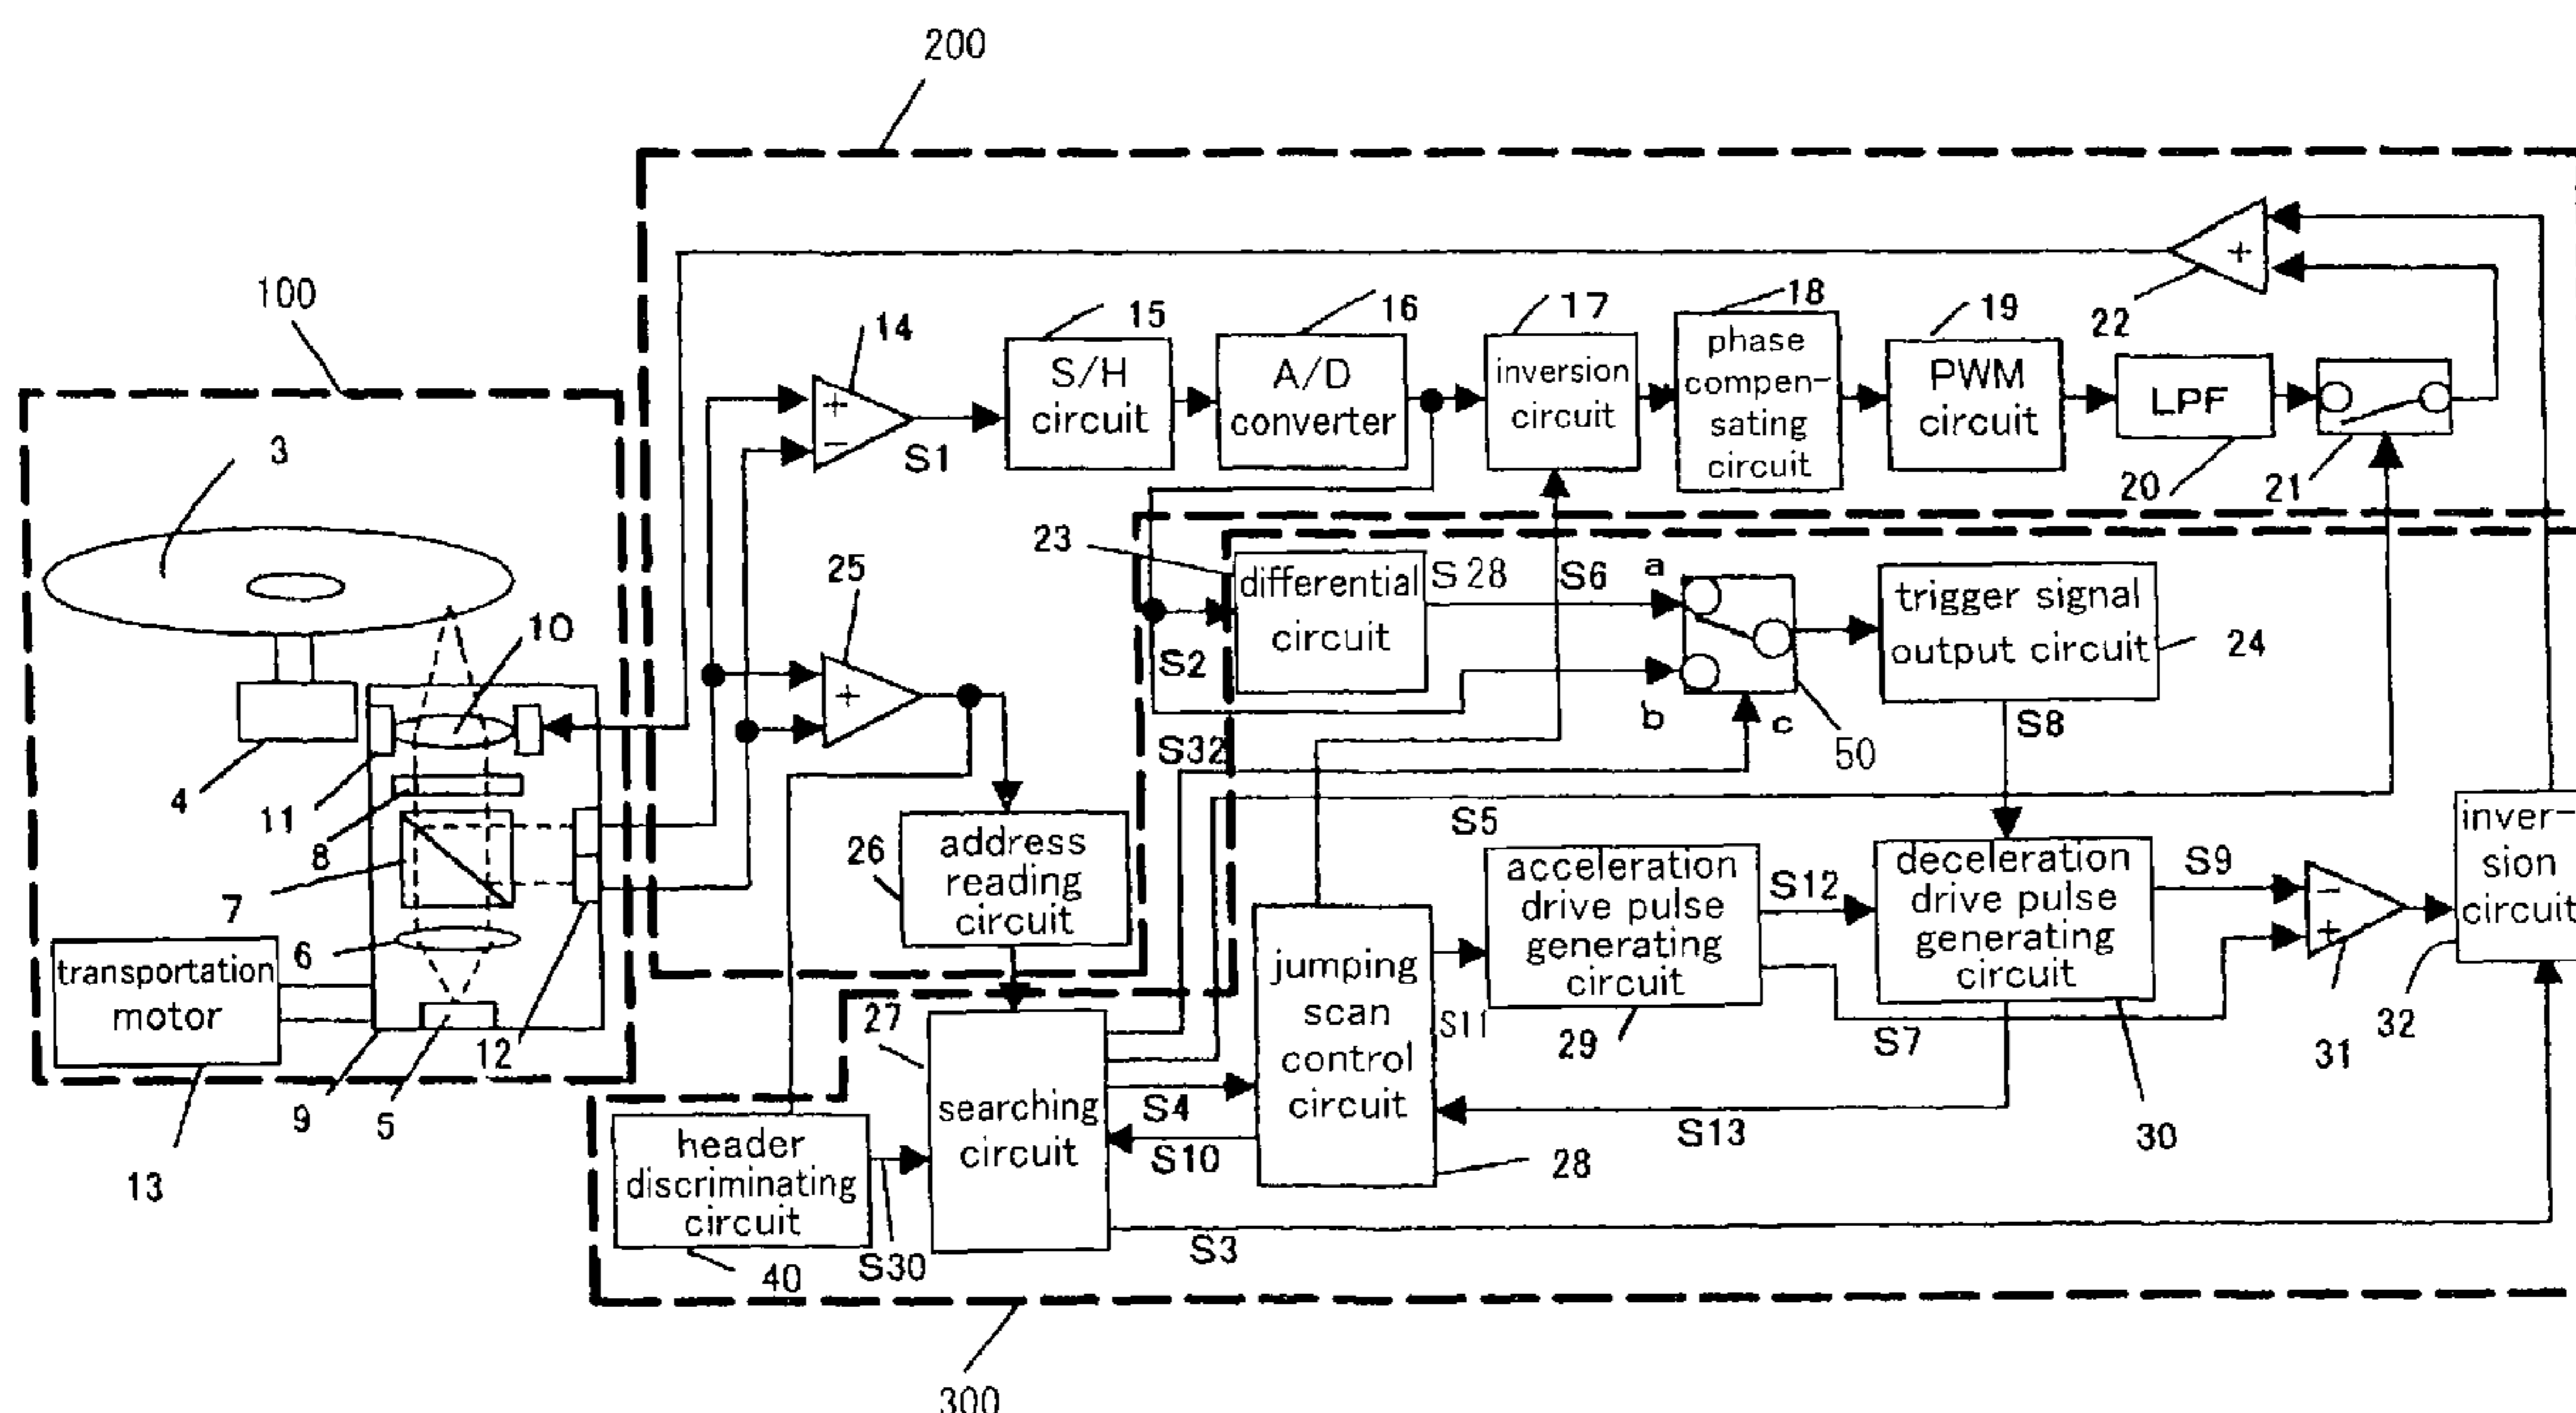 200
100
3
10
4
11
8
7
6
transportation
motor
9
5
12
13
14
+
−
S1
15
S/H
circuit
16
A/D
converter
17
inversion
circuit
18
phase
compen-
sating
circuit
19
PWM
circuit
LPF
20
21
22
+
23
differential
circuit
S28
S6
a
b
c
50
trigger signal
output circuit
24
S8
S2
S32
25
+
26
address
reading
circuit
S5
27
searching
circuit
S4
S10
S3
header
discriminating
circuit
40
S30
jumping
scan
control
circuit
28
S11
acceleration
drive pulse
generating
circuit
29
S12
S7
deceleration
drive pulse
generating
circuit
30
S13
S9
−
+
31
inver-
sion
circuit
32
300